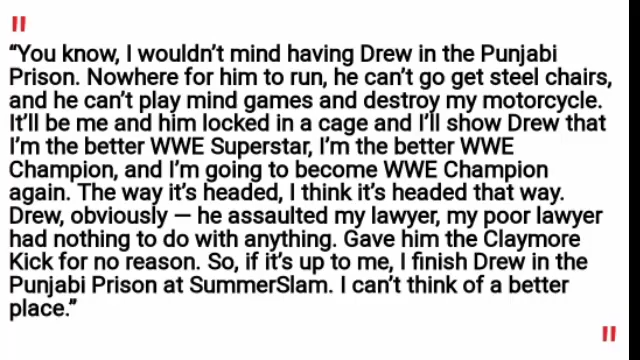 "
“You know, I wouldn’t mind having Drew in the Punjabi
Prison. Nowhere for him to run, he can’t go get steel chairs,
and he can’t play mind games and destroy my motorcycle.
It’ll be me and him locked in a cage and I’ll show Drew that
I’m the better WWE Superstar, I’m the better WWE
Champion, and I’m going to become WWE Champion
again. The way it’s headed, I think it’s headed that way.
Drew, obviously — he assaulted my lawyer, my poor lawyer
had nothing to do with anything. Gave him the Claymore
Kick for no reason. So, if it’s up to me, I finish Drew in the
Punjabi Prison at SummerSlam. I can’t think of a better
place.”
"